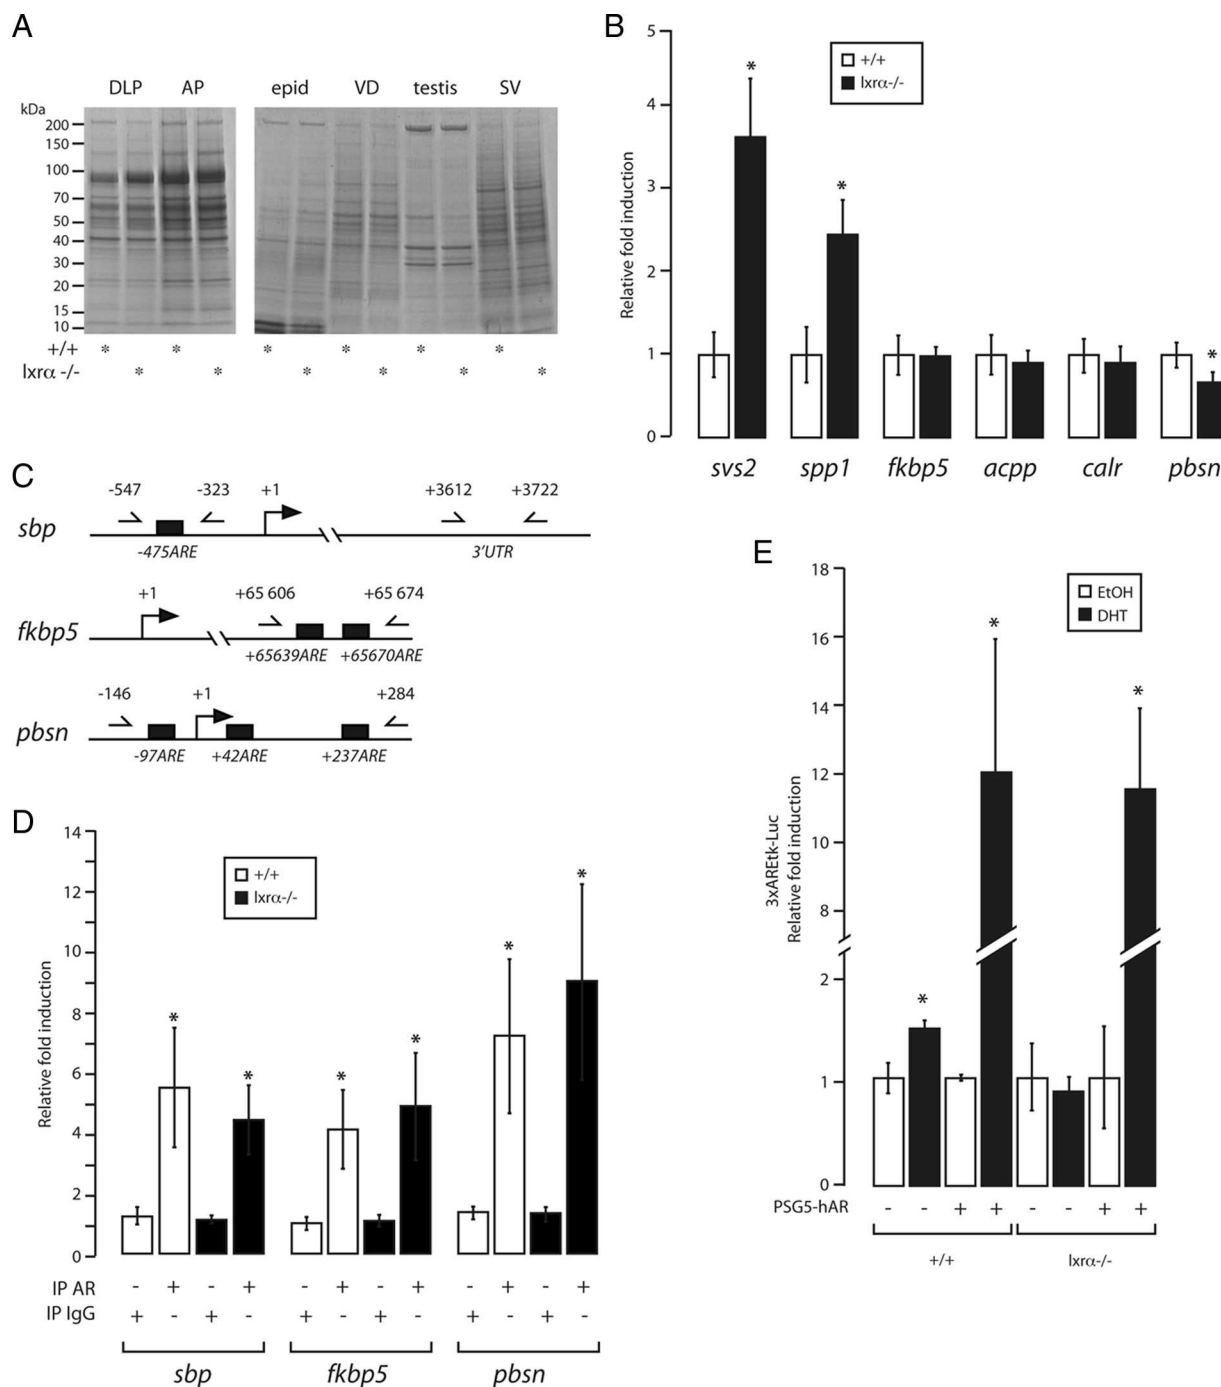 A
DLP AP epid VD testis SV
kDa
200
150
100
70
50
40
30
20
15
10
+/+ * * * * * *
lxrα -/- * * * * * *
B
5
4
3
2
1
0
Relative fold induction
+/+
lxrα-/-
* * *
svs2 spp1 fkbp5 acpp calr pbsn
C
-547 -323 +1 +3612 +3722
sbp
-475ARE 3'UTR
+1 +65 606 +65 674
fkbp5
+65639ARE +65670ARE
-146 +1 +284
pbsn
-97ARE +42ARE +237ARE
D
14
12
10
8
6
4
2
0
Relative fold induction
+/+
lxrα-/-
* * * * * *
IP AR - + - + - + - + - + - +
IP IgG + - + - + - + - + - + -
sbp fkbp5 pbsn
E
18
16
14
12
10
8
2
1
0
3xAREtk-Luc
Relative fold induction
EtOH
DHT
* * *
PSG5-hAR - - + + - - + +
+/+ lxrα-/-